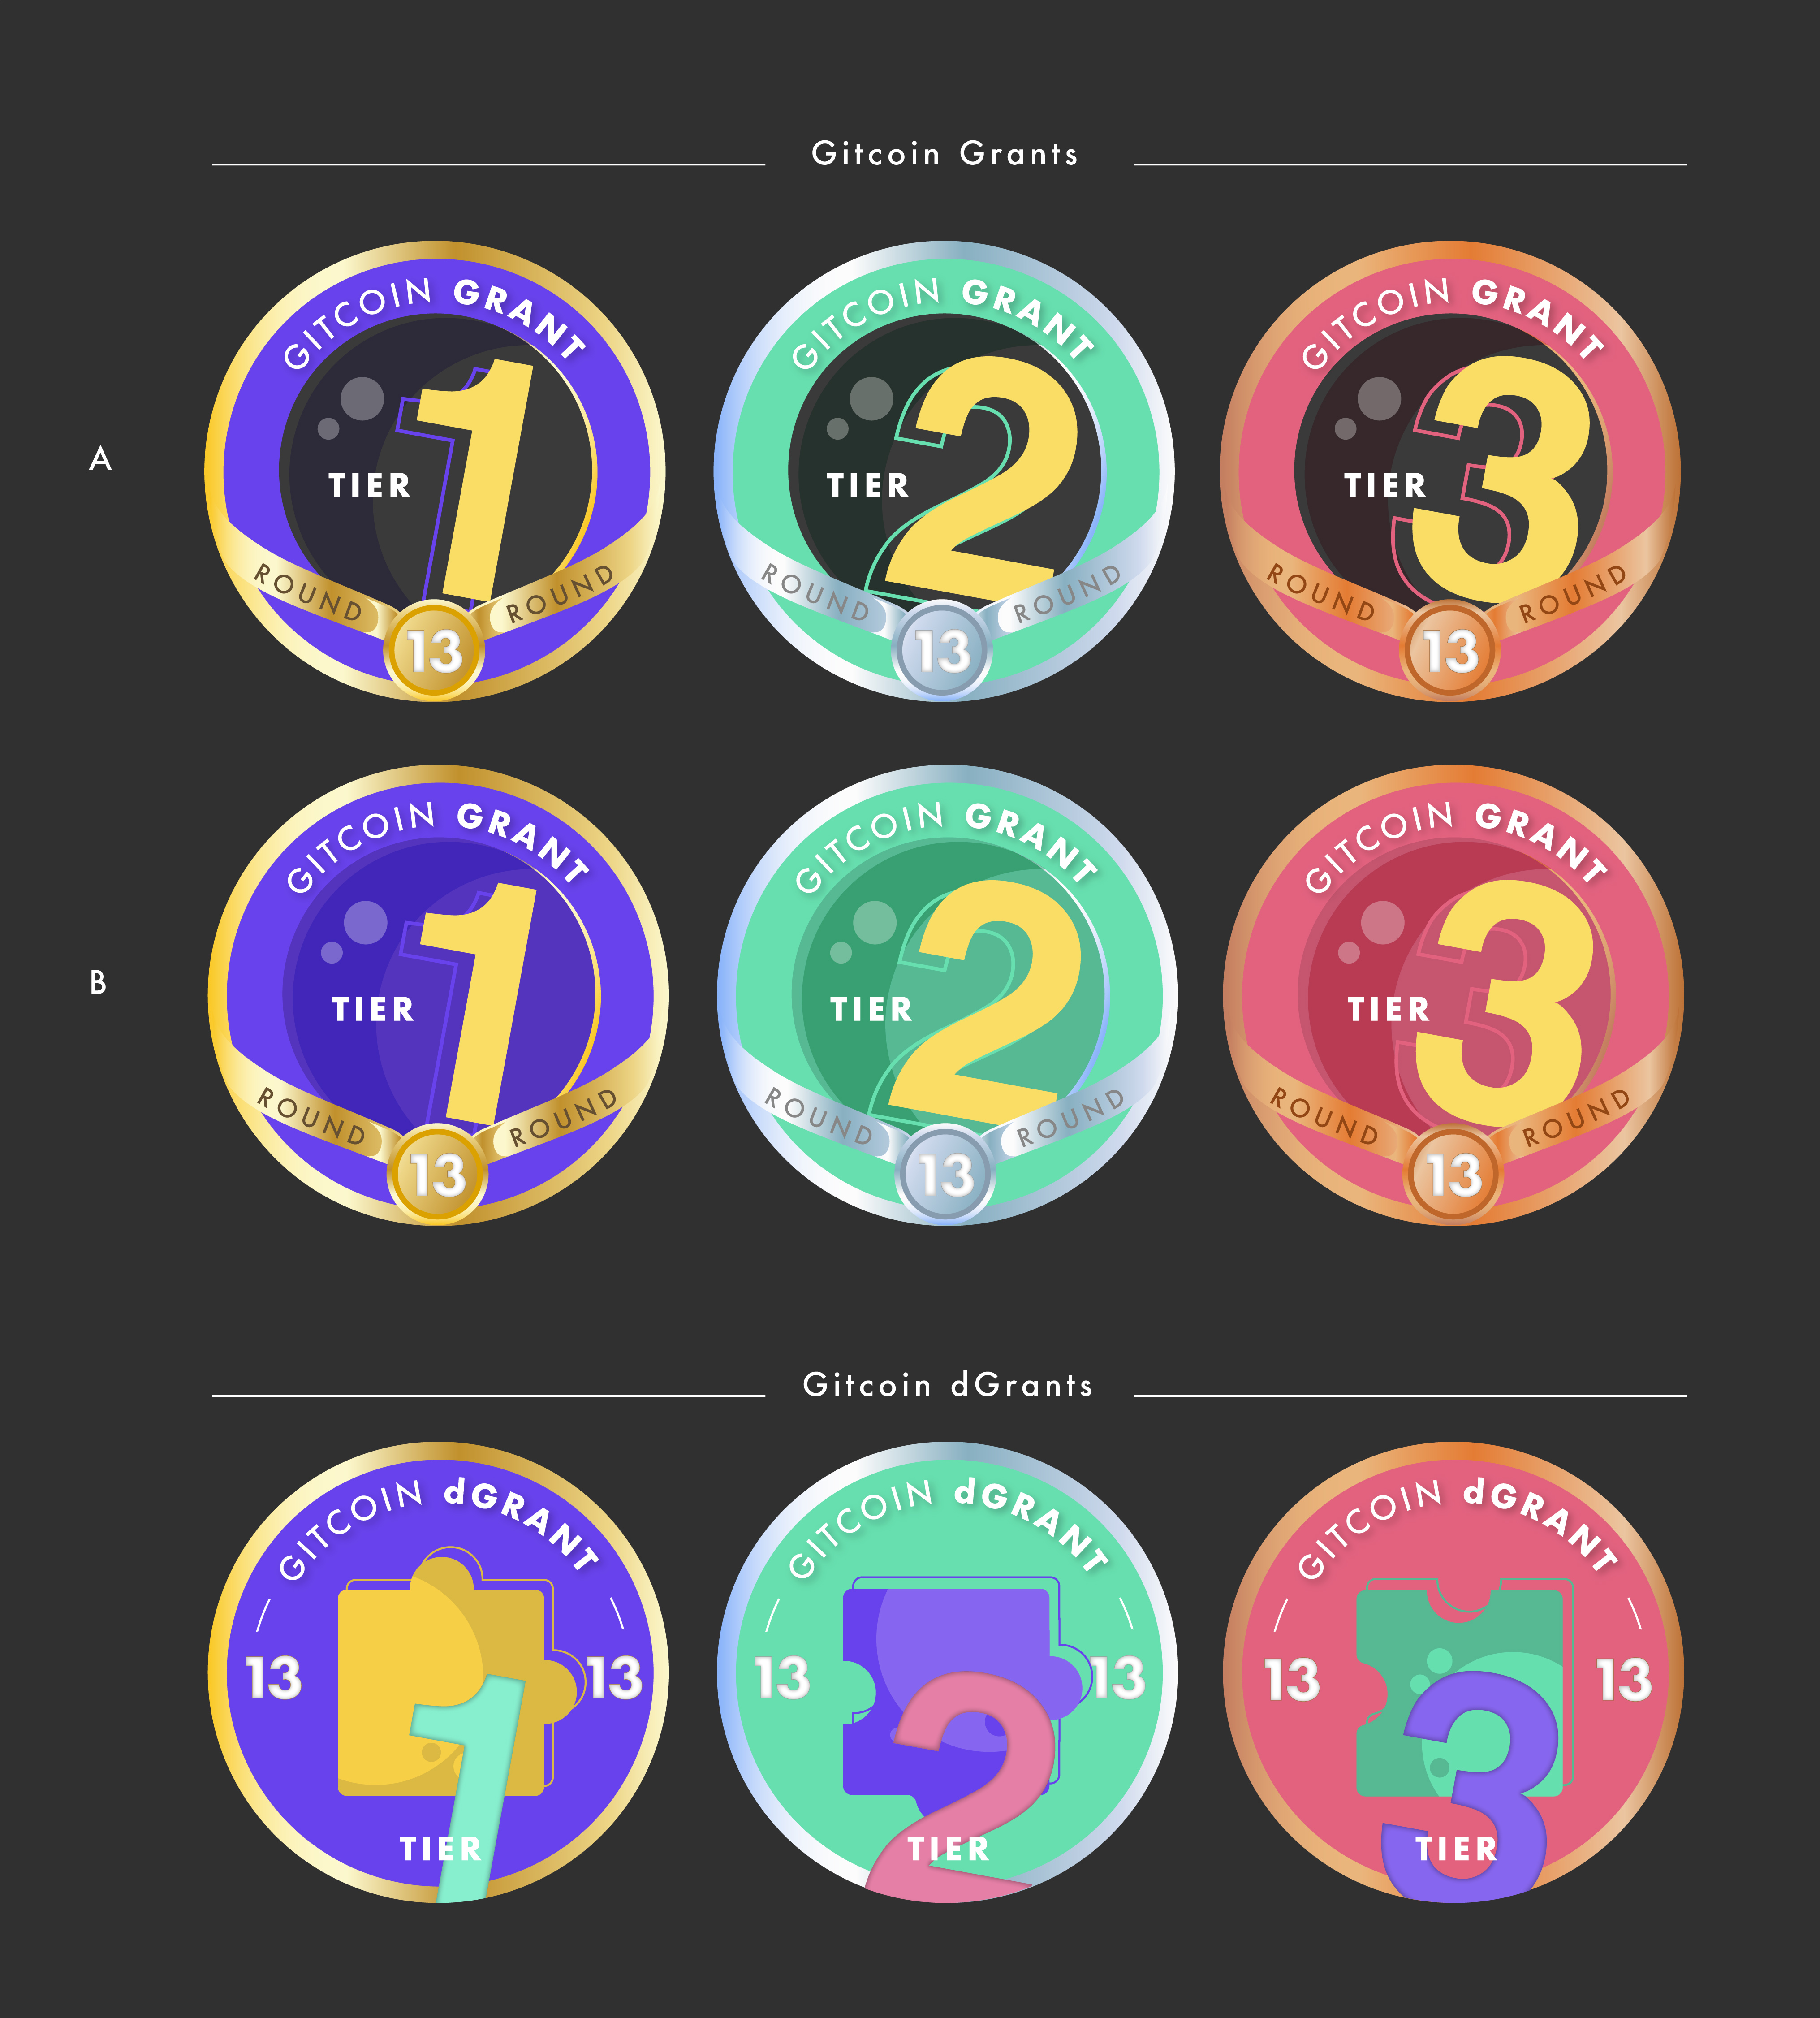 Gitcoin Grants
A
GITCOIN GRANT
TIER
1
ROUND 13 ROUND
GITCOIN GRANT
TIER
2
ROUND 13 ROUND
GITCOIN GRANT
TIER
3
ROUND 13 ROUND
B
GITCOIN GRANT
TIER
1
ROUND 13 ROUND
GITCOIN GRANT
TIER
2
ROUND 13 ROUND
GITCOIN GRANT
TIER
3
ROUND 13 ROUND
Gitcoin dGrants
GITCOIN dGRANT
13 13
1
TIER
GITCOIN dGRANT
13 13
2
TIER
GITCOIN dGRANT
13 13
3
TIER